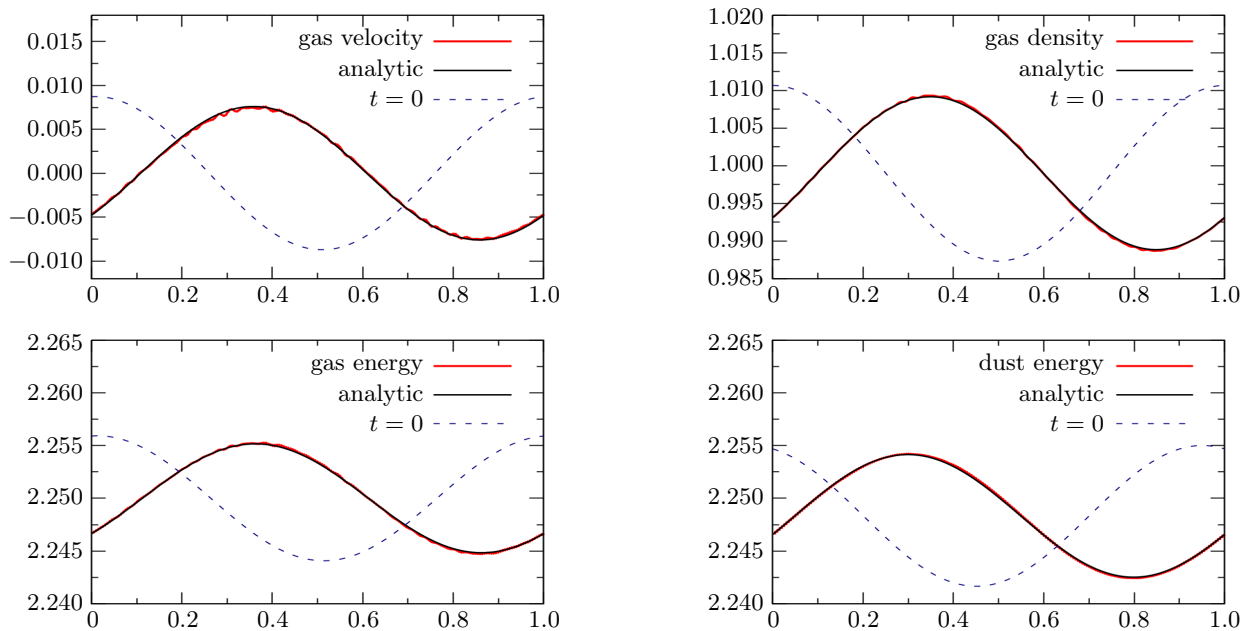 0.015
0.010
0.005
0.000
−0.005
−0.010
0 0.2 0.4 0.6 0.8 1.0
gas velocity
analytic
t = 0
1.020
1.015
1.010
1.005
1.000
0.995
0.990
0.985
0 0.2 0.4 0.6 0.8 1.0
gas density
analytic
t = 0
2.265
2.260
2.255
2.250
2.245
2.240
0 0.2 0.4 0.6 0.8 1.0
gas energy
analytic
t = 0
2.265
2.260
2.255
2.250
2.245
2.240
0 0.2 0.4 0.6 0.8 1.0
dust energy
analytic
t = 0